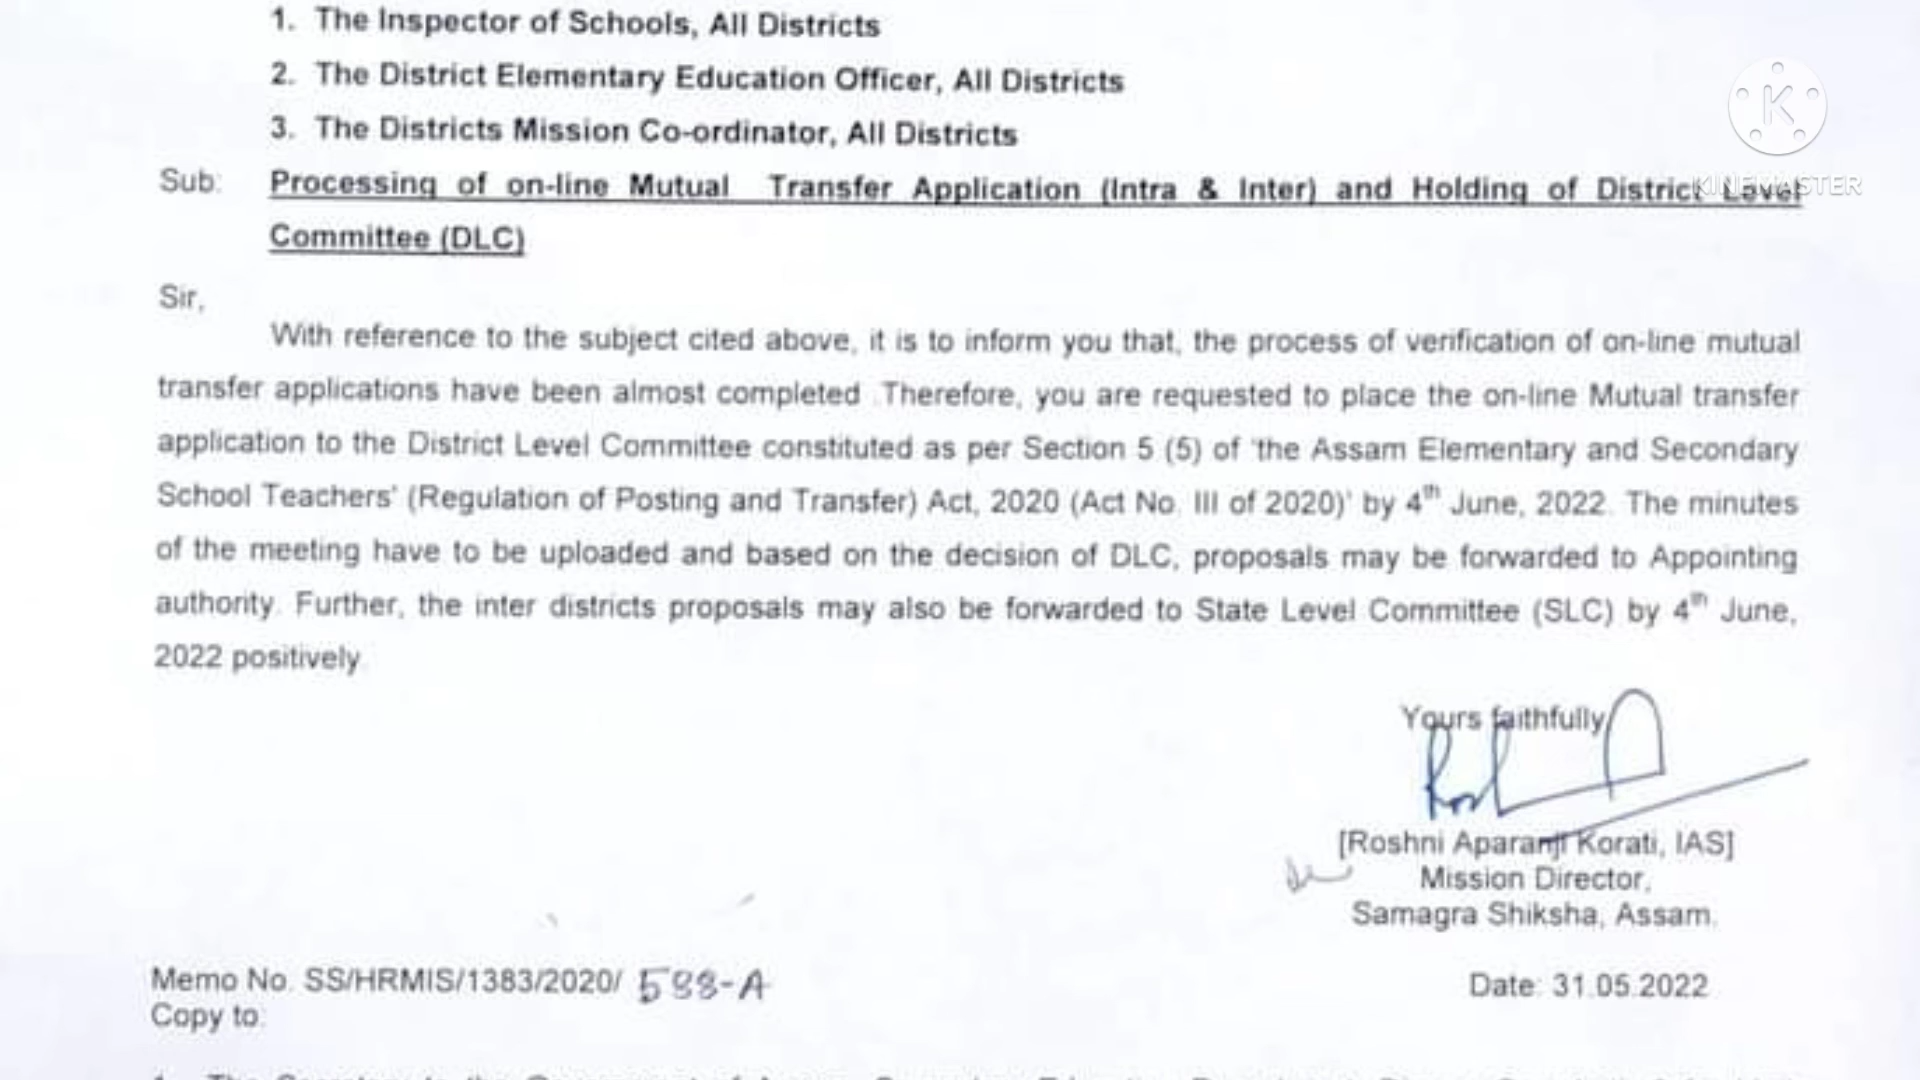 1. The Inspector of Schools, All Districts
2. The District Elementary Education Officer, All Districts
3. The Districts Mission Co-ordinator, All Districts
KINEMASTER
Sub: Processing of on-line Mutual Transfer Application (Intra & Inter) and Holding of District Level
Committee (DLC)
Sir,
With reference to the subject cited above, it is to inform you that, the process of verification of on-line mutual
transfer applications have been almost completed .Therefore, you are requested to place the on-line Mutual transfer
application to the District Level Committee constituted as per Section 5 (5) of 'the Assam Elementary and Secondary
School Teachers' (Regulation of Posting and Transfer) Act, 2020 (Act No. III of 2020)' by 4th June, 2022. The minutes
of the meeting have to be uploaded and based on the decision of DLC, proposals may be forwarded to Appointing
authority. Further, the inter districts proposals may also be forwarded to State Level Committee (SLC) by 4th June,
2022 positively.
Yours faithfully,
[Roshni Aparanji Korati, IAS]
Mission Director,
Samagra Shiksha, Assam.
Memo No. SS/HRMIS/1383/2020/ 588-A
Date: 31.05.2022
Copy to: